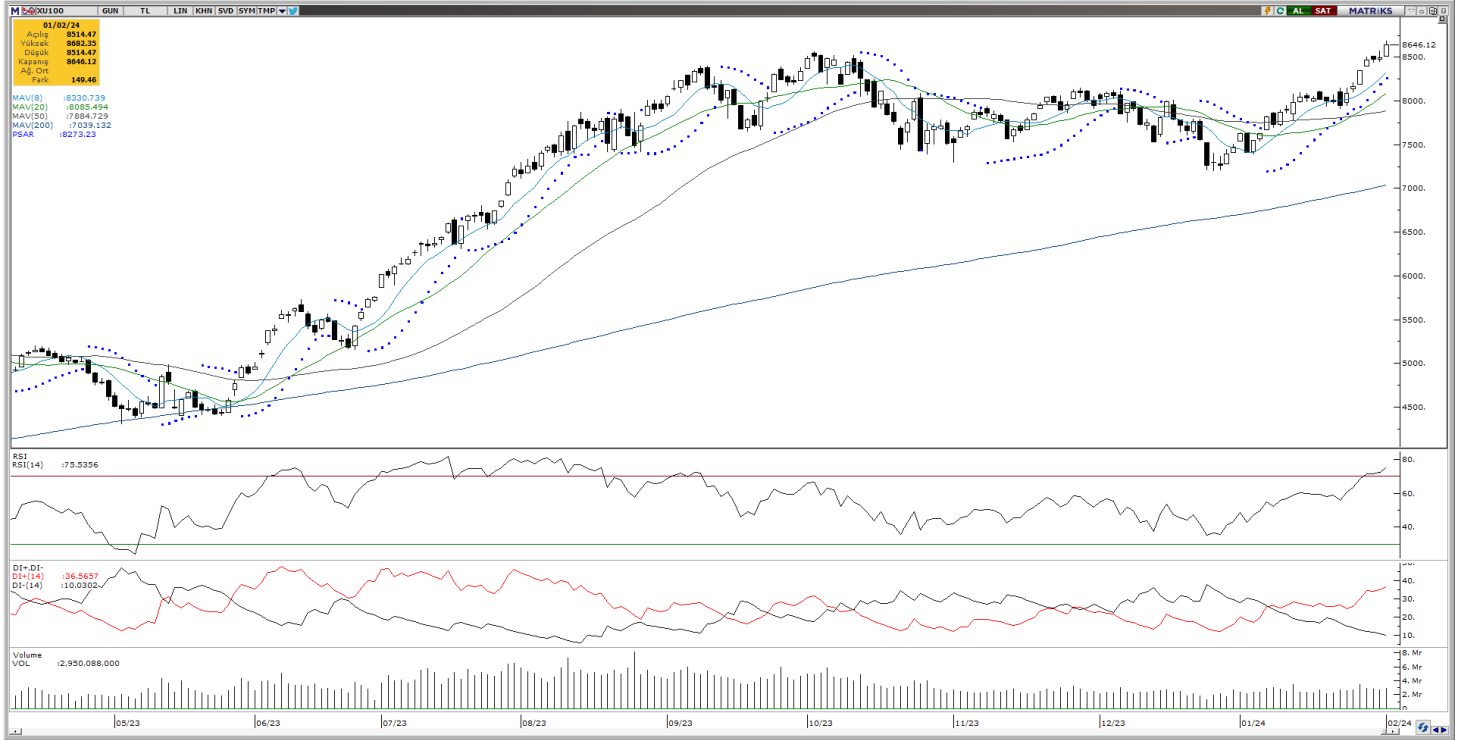 M XU100 GUN TL LIN KHN SVD SYM TMP AL SAT MATRiKS
01/02/24
Açılış 8514.47
Yüksek 8682.35
Düşük 8514.47
Kapanış 8646.12
Ağ. Ort
Fark 149.46
MAV(8) :8330.739
MAV(20) :8085.494
MAV(50) :7884.729
MAV(200) :7039.132
PSAR :8273.23
8646.12
8500.
8000.
7500.
7000.
6500.
6000.
5500.
5000.
4500.
RSI
RSI(14) :75.5356
80.
60.
40.
DI+,DI-
DI+(14) :36.5657
DI-(14) :10.0302
40.
30.
20.
10.
Volume
VOL :2,950,088,000
8. Mr
6. Mr
4. Mr
2. Mr
0.
05/23 06/23 07/23 08/23 09/23 10/23 11/23 12/23 01/24 02/24